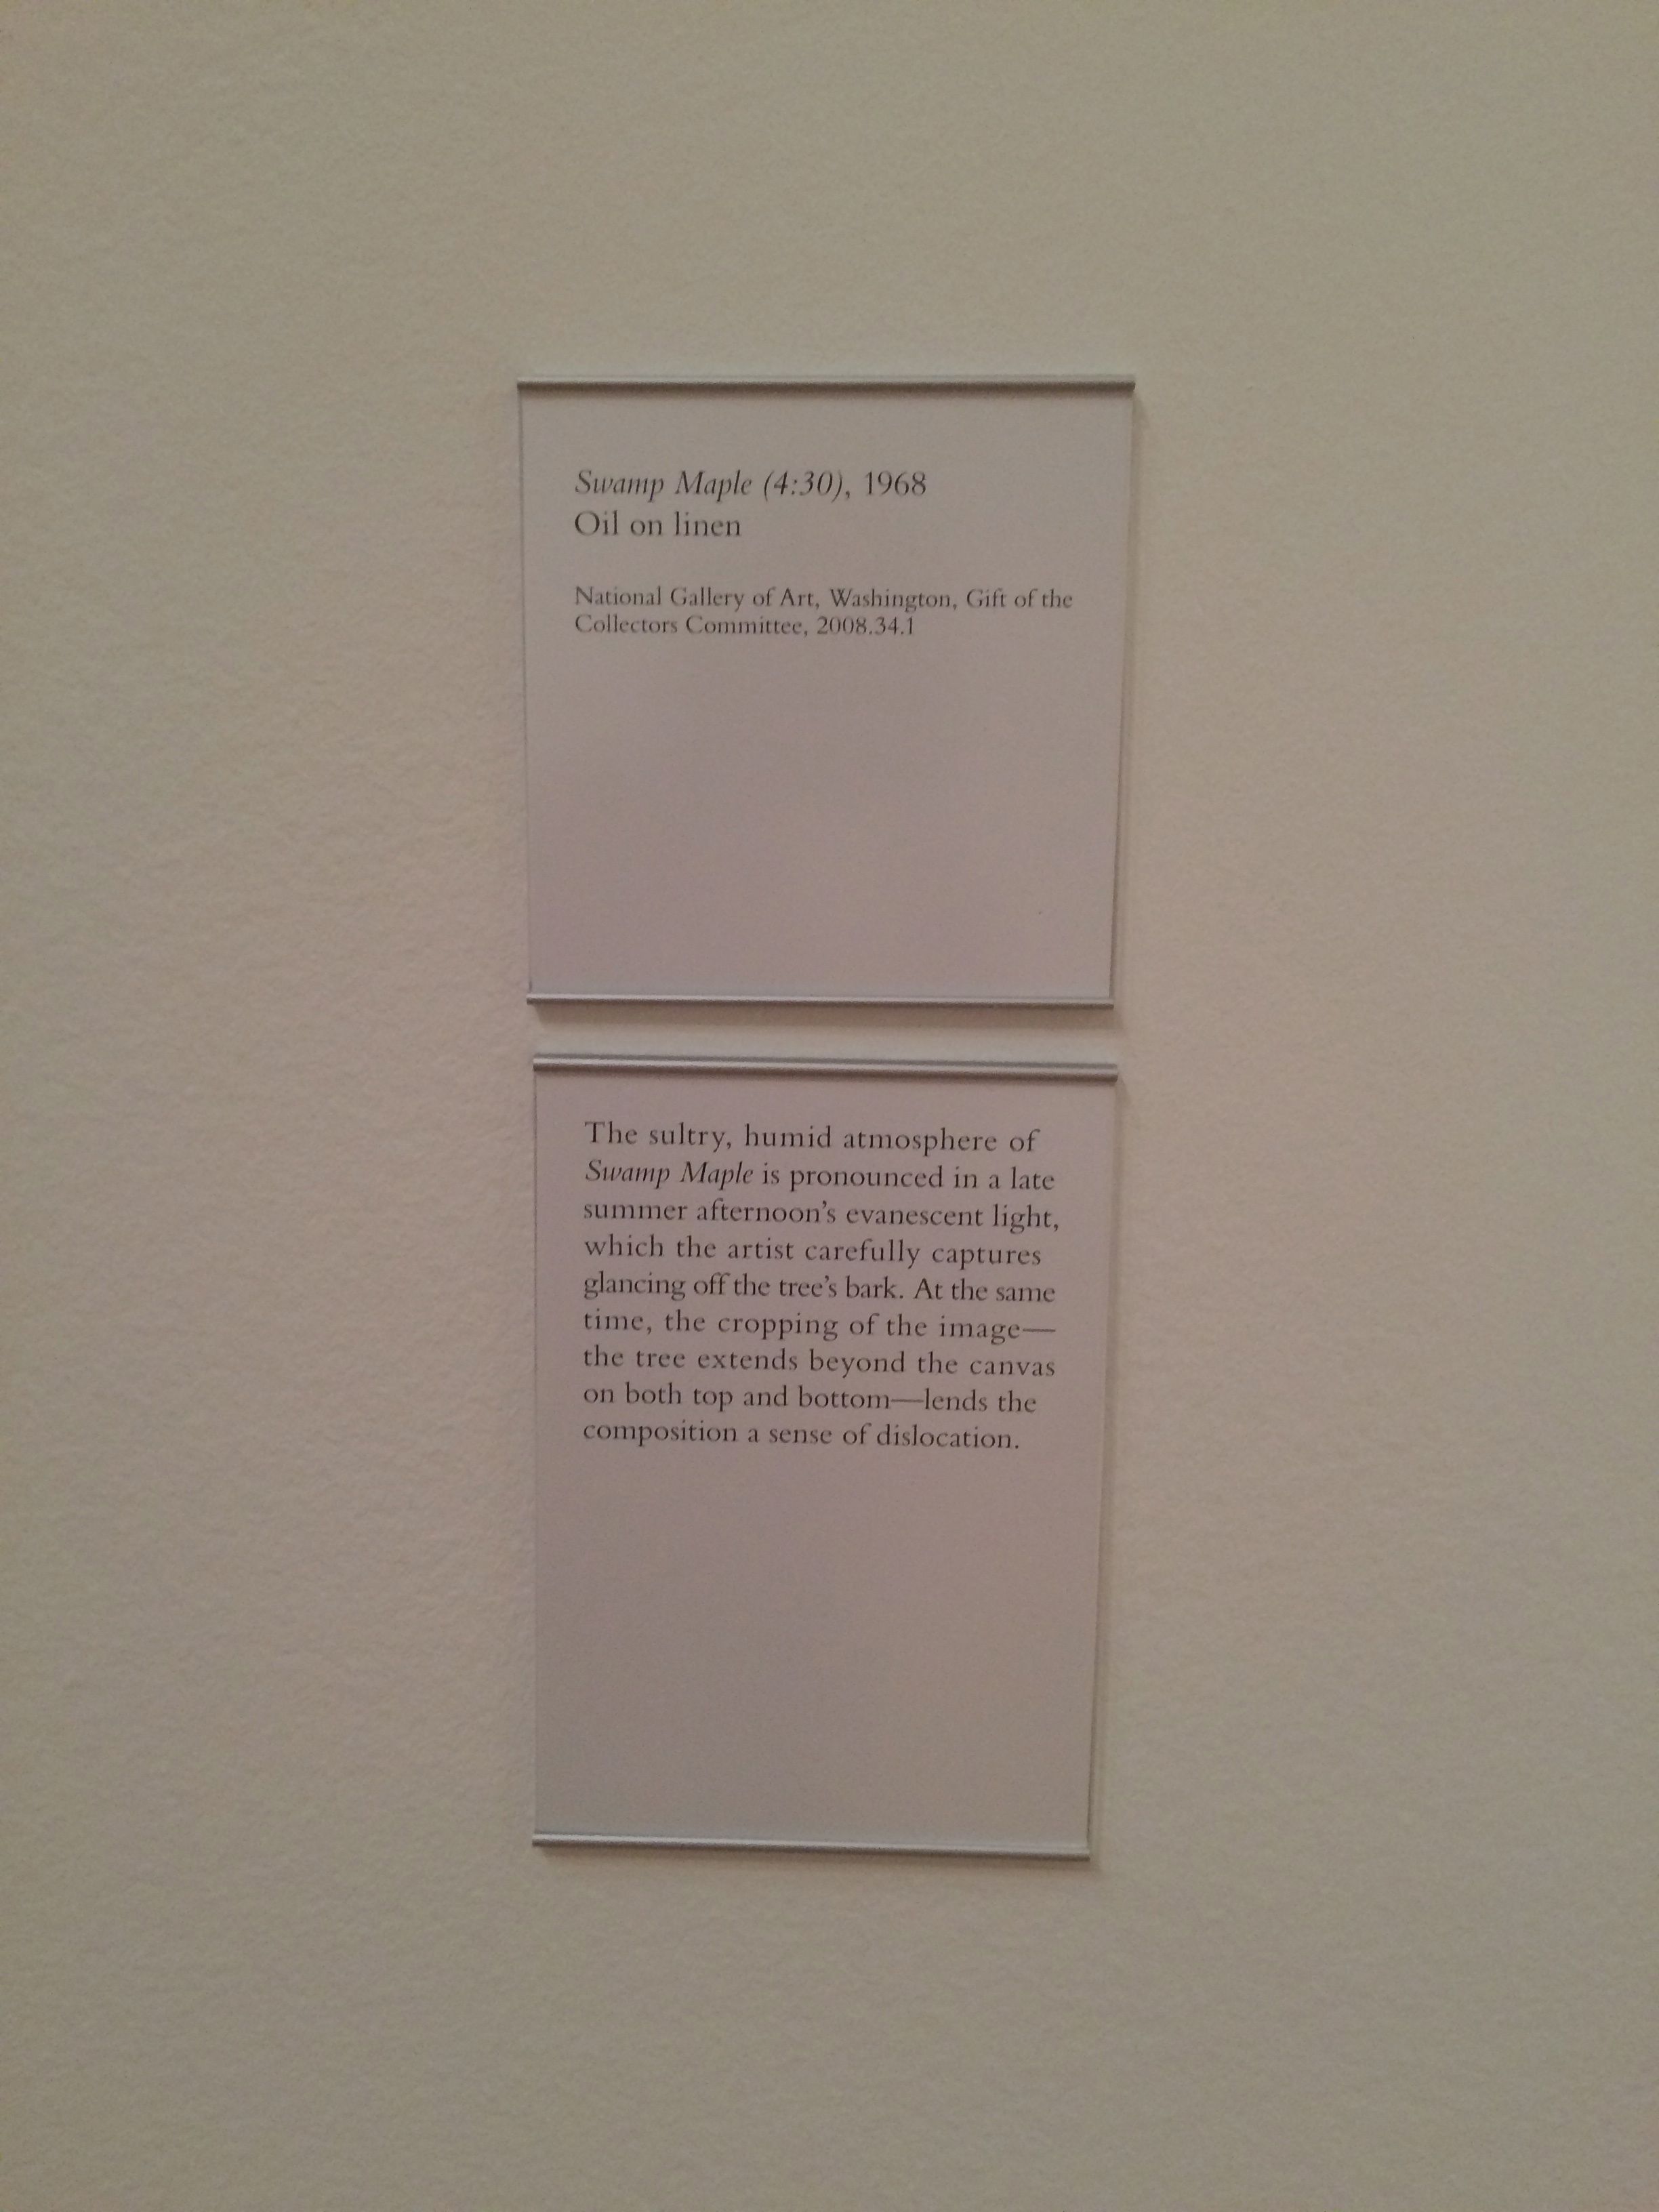 Swamp Maple (4:30), 1968
Oil on linen
National Gallery of Art, Washington, Gift of the
Collectors Committee, 2008.34.1
The sultry, humid atmosphere of
Swamp Maple is pronounced in a late
summer afternoon’s evanescent light,
which the artist carefully captures
glancing off the tree’s bark. At the same
time, the cropping of the image—
the tree extends beyond the canvas
on both top and bottom—lends the
composition a sense of dislocation.